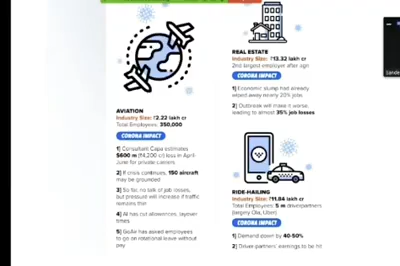 AVIATION
Industry Size: ₹2.22 lakh cr
Total Employees: 350,000
CORONA IMPACT
1] Consultant Capa estimates
$600 m (₹4,200 cr) loss in April-
June for private carriers
2] If crisis continues, 150 aircraft
may be grounded
3] So far, no talk of job losses,
but pressure will increase if traffic
remains thin
4] AI has cut allowances, layover
times
5] GoAir has asked employees
to go on rotational leave without
pay
REAL ESTATE
Industry Size: ₹13.32 lakh cr
2nd largest employer after agri
CORONA IMPACT
1] Economic slump had already
wiped away nearly 20% jobs
2] Outbreak will make it worse,
leading to almost 35% job losses
RIDE-HAILING
Industry Size: ₹11.84 lakh cr
Total Employees: 5 m driverpartners
(largely Ola, Uber)
CORONA IMPACT
1] Demand down by 40-50%
2] Driver-partners' earnings to be hit